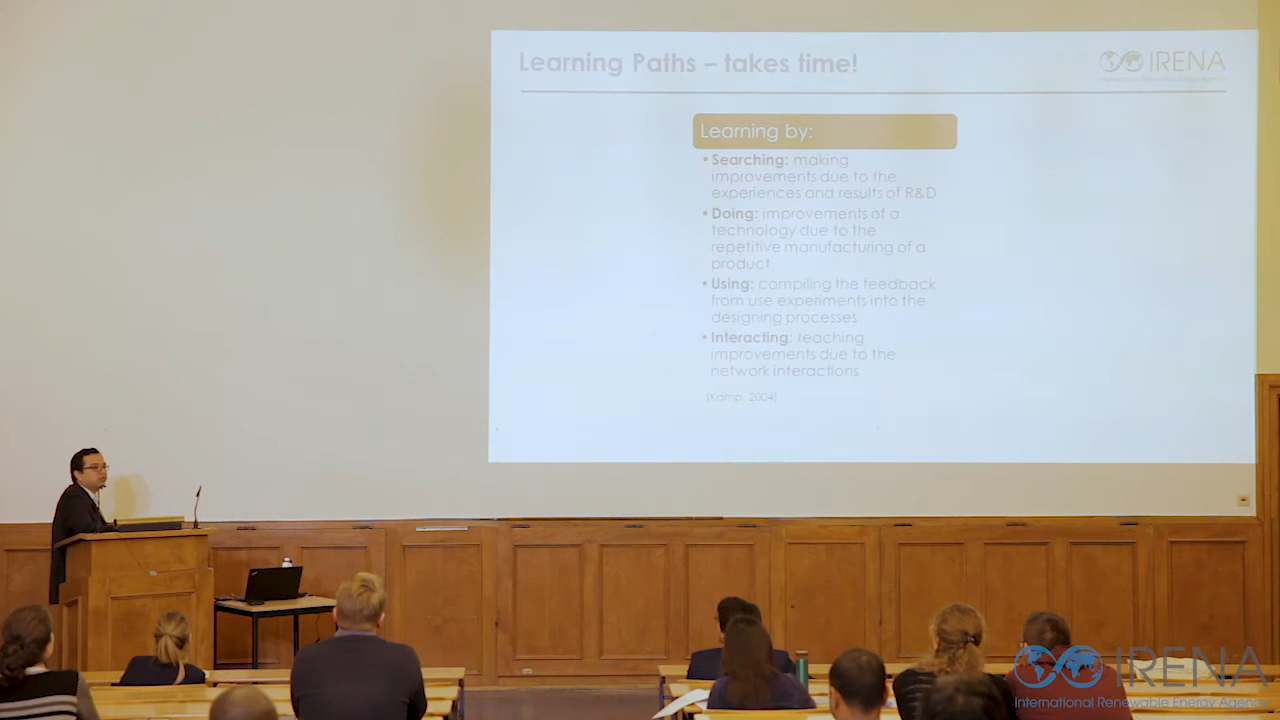 Learning Paths – takes time!
IRENA
Learning by:
• Searching: making
improvements due to the
experiences and results of R&D
• Doing: improvements of a
technology due to the
repetitive manufacturing of a
product
• Using: compiling the feedback
from use experiments into the
designing processes
• Interacting: reaching
improvements due to the
network interactions
(Kamp, 2004)
IRENA
International Renewable Energy Agency